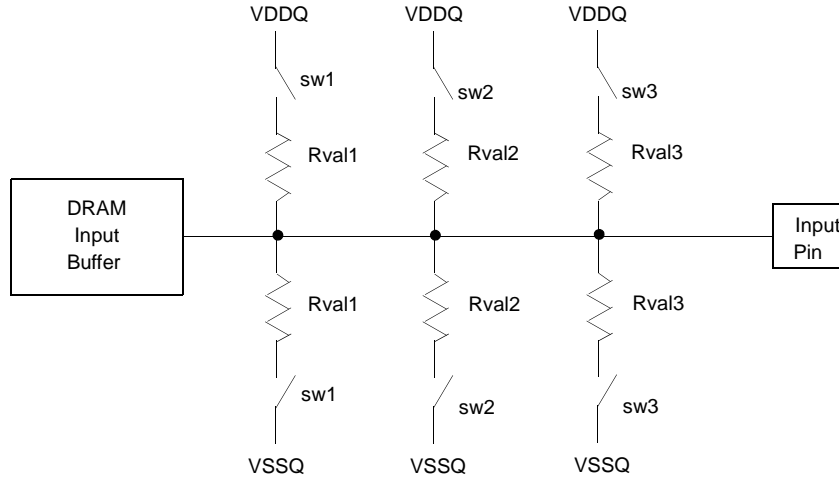 VDDQ VDDQ VDDQ
sw1 sw2 sw3
Rval1 Rval2 Rval3
DRAM
Input
Buffer
Input
Pin
Rval1 Rval2 Rval3
sw1 sw2 sw3
VSSQ VSSQ VSSQ